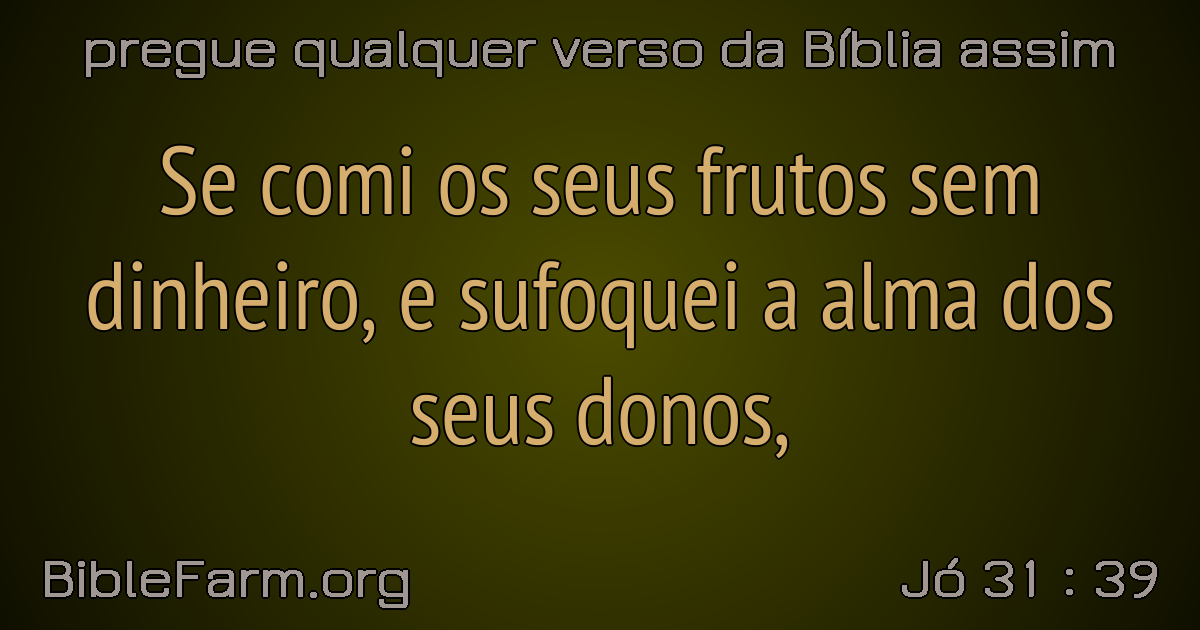 pregue qualquer verso da Bíblia assim
Se comi os seus frutos sem
dinheiro, e sufoquei a alma dos
seus donos,
BibleFarm.org
Jó 31 : 39